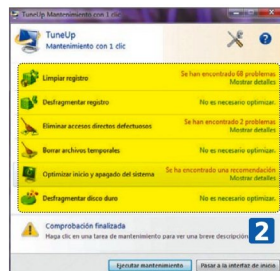 TuneUp Mantenimiento con 1 clic
TuneUp
Mantenimiento con 1 clic
Limpiar registro
Se han encontrado 68 problemas
Mostrar detalles
Desfragmentar registro
No es necesario optimizar.
Eliminar accesos directos defectuosos
Se han encontrado 2 problemas
Mostrar detalles
Borrar archivos temporales
No es necesario optimizar.
Optimizar inicio y apagado del sistema
Se ha encontrado una recomendación
Mostrar detalles
Desfragmentar disco duro
No es necesario optimizar.
Comprobación finalizada
Haga clic en una tarea de mantenimiento para ver una breve descripción
2
Ejecutar mantenimiento
Pasar a la interfaz de inicio